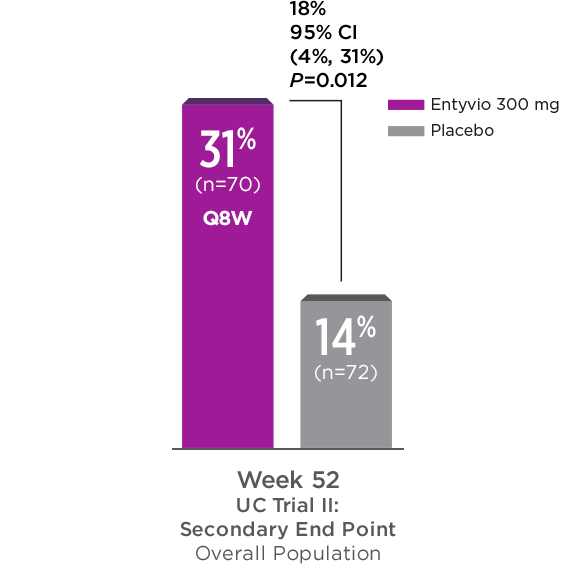 18%
95% CI
(4%, 31%)
P=0.012
Entyvio 300 mg
Placebo
31%
(n=70)
Q8W
14%
(n=72)
Week 52
UC Trial II:
Secondary End Point
Overall Population